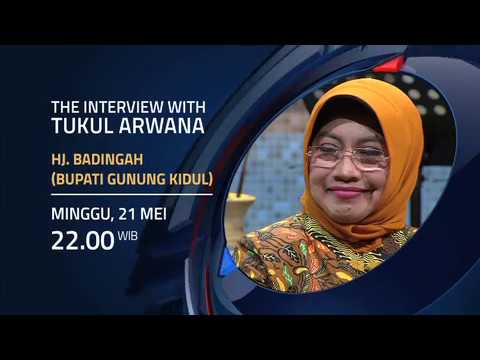 THE INTERVIEW WITH
TUKUL ARWANA
HJ. BADINGAH
(BUPATI GUNUNG KIDUL)
MINGGU, 21 MEI
22.00 WIB